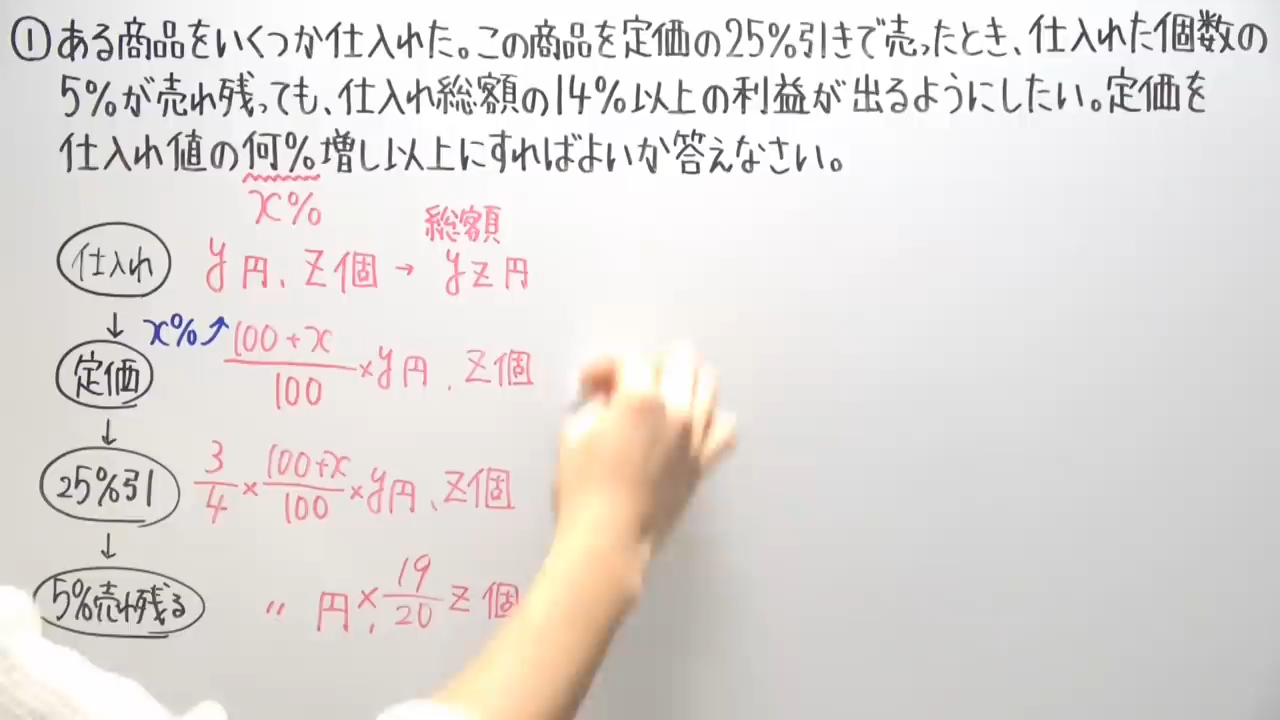 ①ある商品をいくつか仕入れた。この商品を定価の25%引きで売ったとき、仕入れた個数の
5%が売れ残っても、仕入れ総額の14%以上の利益が出るようにしたい。定価を
仕入れ値の何%増し以上にすればよいか答えなさい。
x%
総額
仕入れ y円、z個→yz円
↓ x%↗
定価 (100+x)/100×y円、z個
↓
25%引 3/4×(100+x)/100×y円、z個
↓
5%売れ残る 〃 円×、19/20 z個